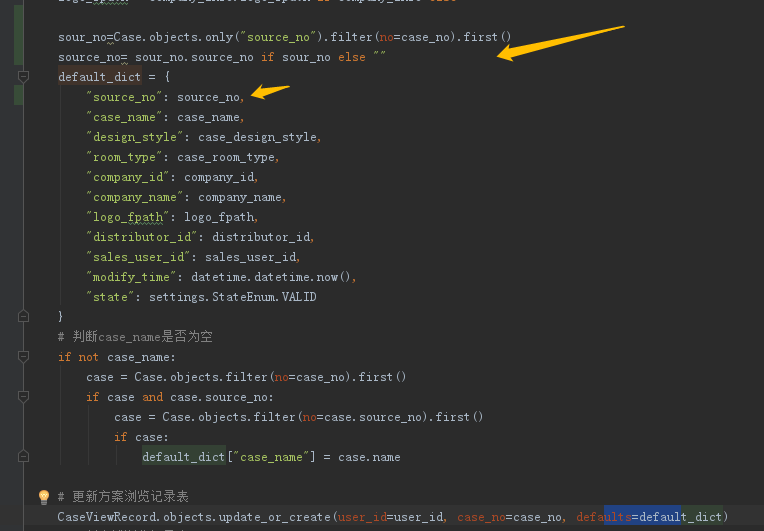 sour_no=Case.objects.only("source_no").filter(no=case_no).first()
source_no= sour_no.source_no if sour_no else ""
default_dict = {
"source_no": source_no,
"case_name": case_name,
"design_style": case_design_style,
"room_type": case_room_type,
"company_id": company_id,
"company_name": company_name,
"logo_fpath": logo_fpath,
"distributor_id": distributor_id,
"sales_user_id": sales_user_id,
"modify_time": datetime.datetime.now(),
"state": settings.StateEnum.VALID
}
# 判断case_name是否为空
if not case_name:
case = Case.objects.filter(no=case_no).first()
if case and case.source_no:
case = Case.objects.filter(no=case.source_no).first()
if case:
default_dict["case_name"] = case.name
# 更新方案浏览记录表
CaseViewRecord.objects.update_or_create(user_id=user_id, case_no=case_no, defaults=default_dict)